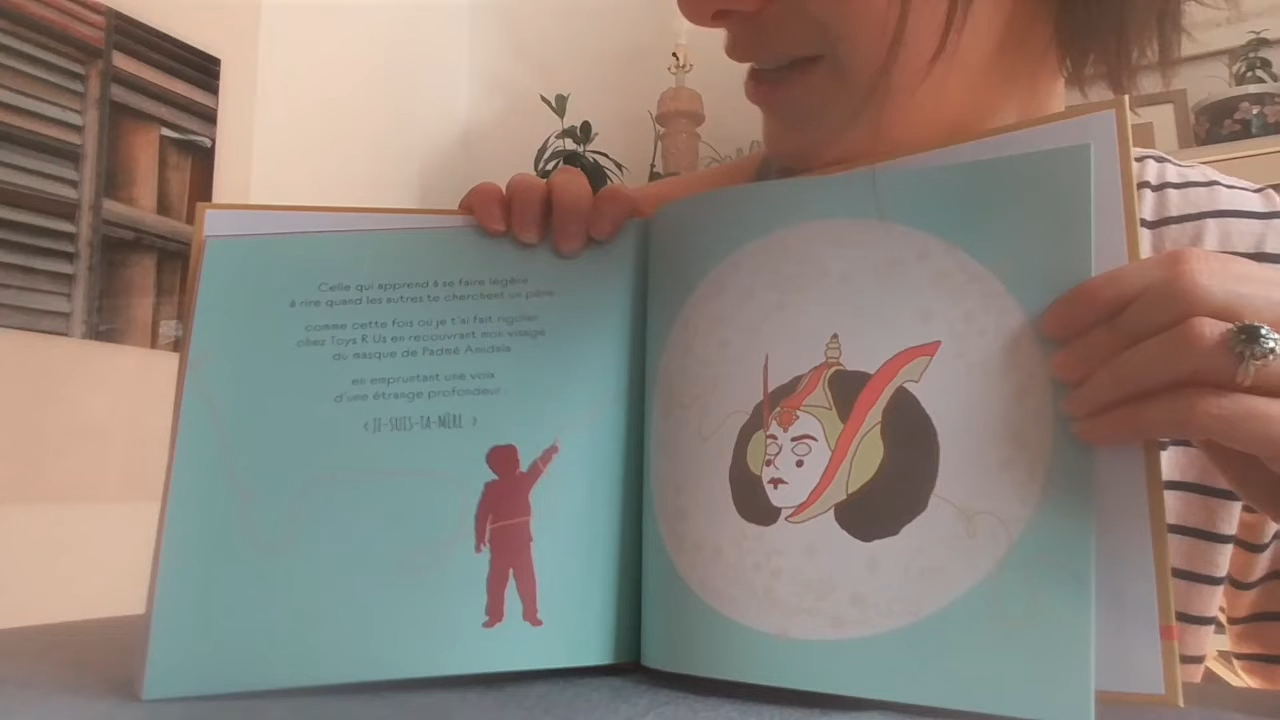 Celle qui apprend à se faire légère
à rire quand les autres te cherchent un père
comme cette fois où je t'ai fait rigoler
chez Toys R Us en recouvrant mon visage
du masque de Padmé Amidala
en empruntant une voix
d'une étrange profondeur
« JE-SUIS-TA-MÈRE »